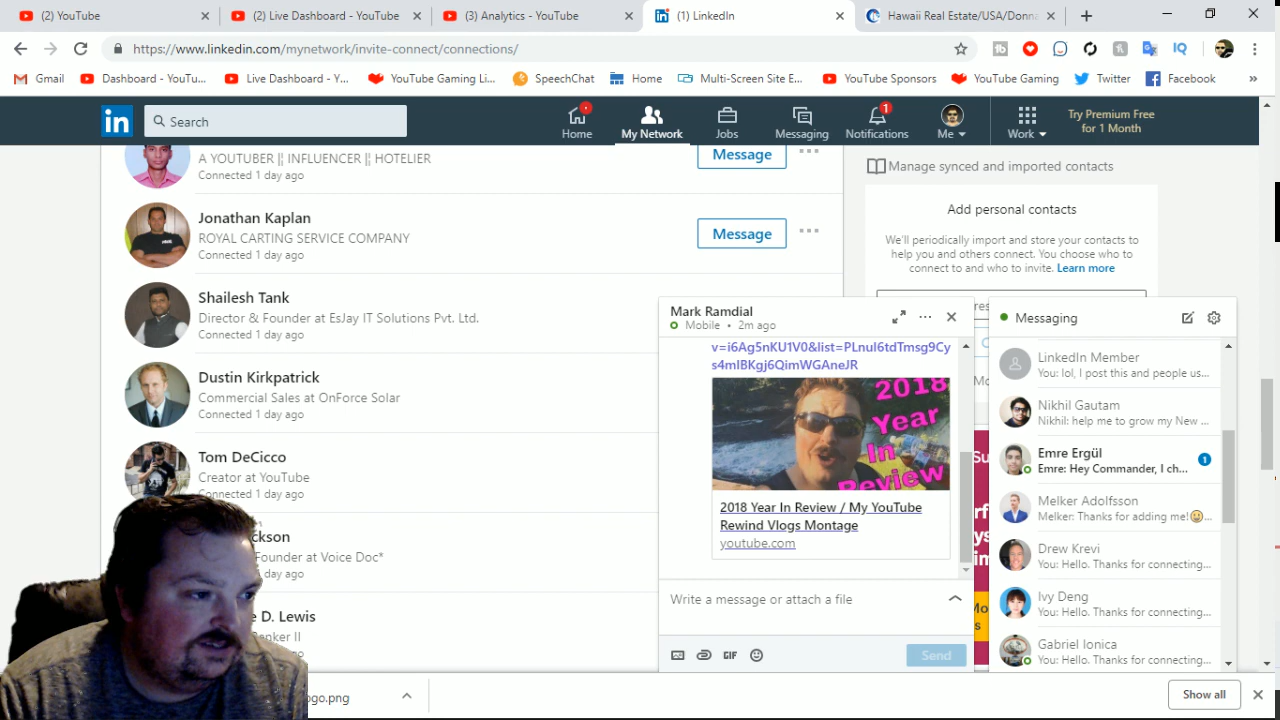 (2) YouTube
(2) Live Dashboard - YouTube
(3) Analytics - YouTube
(1) LinkedIn
Hawaii Real Estate/USA/Donna
https://www.linkedin.com/mynetwork/invite-connect/connections/
Gmail
Dashboard - YouTu...
Live Dashboard - Y...
YouTube Gaming Li...
SpeechChat
Home
Multi-Screen Site E...
YouTube Sponsors
YouTube Gaming
Twitter
Facebook
»
in
Search
Home
My Network
Jobs
Messaging
1
Notifications
Me
Work
Try Premium Free
for 1 Month
A YOUTUBER || INFLUENCER || HOTELIER
Connected 1 day ago
Message
Jonathan Kaplan
ROYAL CARTING SERVICE COMPANY
Connected 1 day ago
Message
Shailesh Tank
Director & Founder at EsJay IT Solutions Pvt. Ltd.
Connected 1 day ago
Dustin Kirkpatrick
Commercial Sales at OnForce Solar
Connected 1 day ago
Tom DeCicco
Creator at YouTube
Connected 1 day ago
ckson
Founder at Voice Doc*
day ago
D. Lewis
nker II
Manage synced and imported contacts
Add personal contacts
We'll periodically import and store your contacts to
help you and others connect. You choose who to
connect to and who to invite. Learn more
Mark Ramdial
Mobile • 2m ago
v=i6Ag5nKU1V0&list=PLnul6tdTmsg9Cy
s4mlBKgj6QimWGAneJR
2018
Year
In
Review
2018 Year In Review / My YouTube
Rewind Vlogs Montage
youtube.com
Write a message or attach a file
GIF
Send
Messaging
LinkedIn Member
You: lol, I post this and people us...
Nikhil Gautam
Nikhil: help me to grow my New ...
Emre Ergül
Emre: Hey Commander, I ch...
1
Melker Adolfsson
Melker: Thanks for adding me!😀...
Drew Krevi
You: Hello. Thanks for connecting...
Ivy Deng
You: Hello. Thanks for connecting...
Gabriel Ionica
You: Hello. Thanks for connecting...
ogo.png
Show all